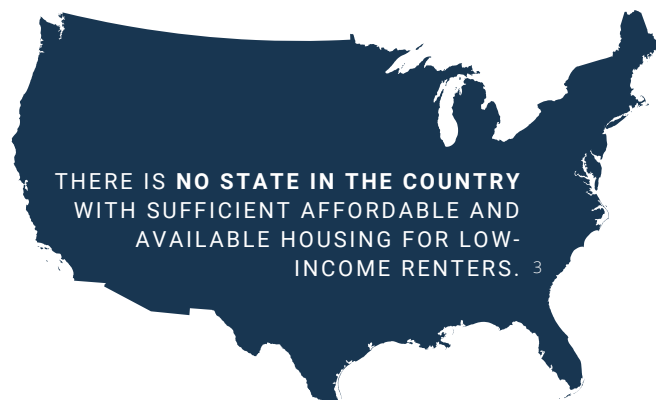 THERE IS NO STATE IN THE COUNTRY
WITH SUFFICIENT AFFORDABLE AND
AVAILABLE HOUSING FOR LOW-
INCOME RENTERS. 3